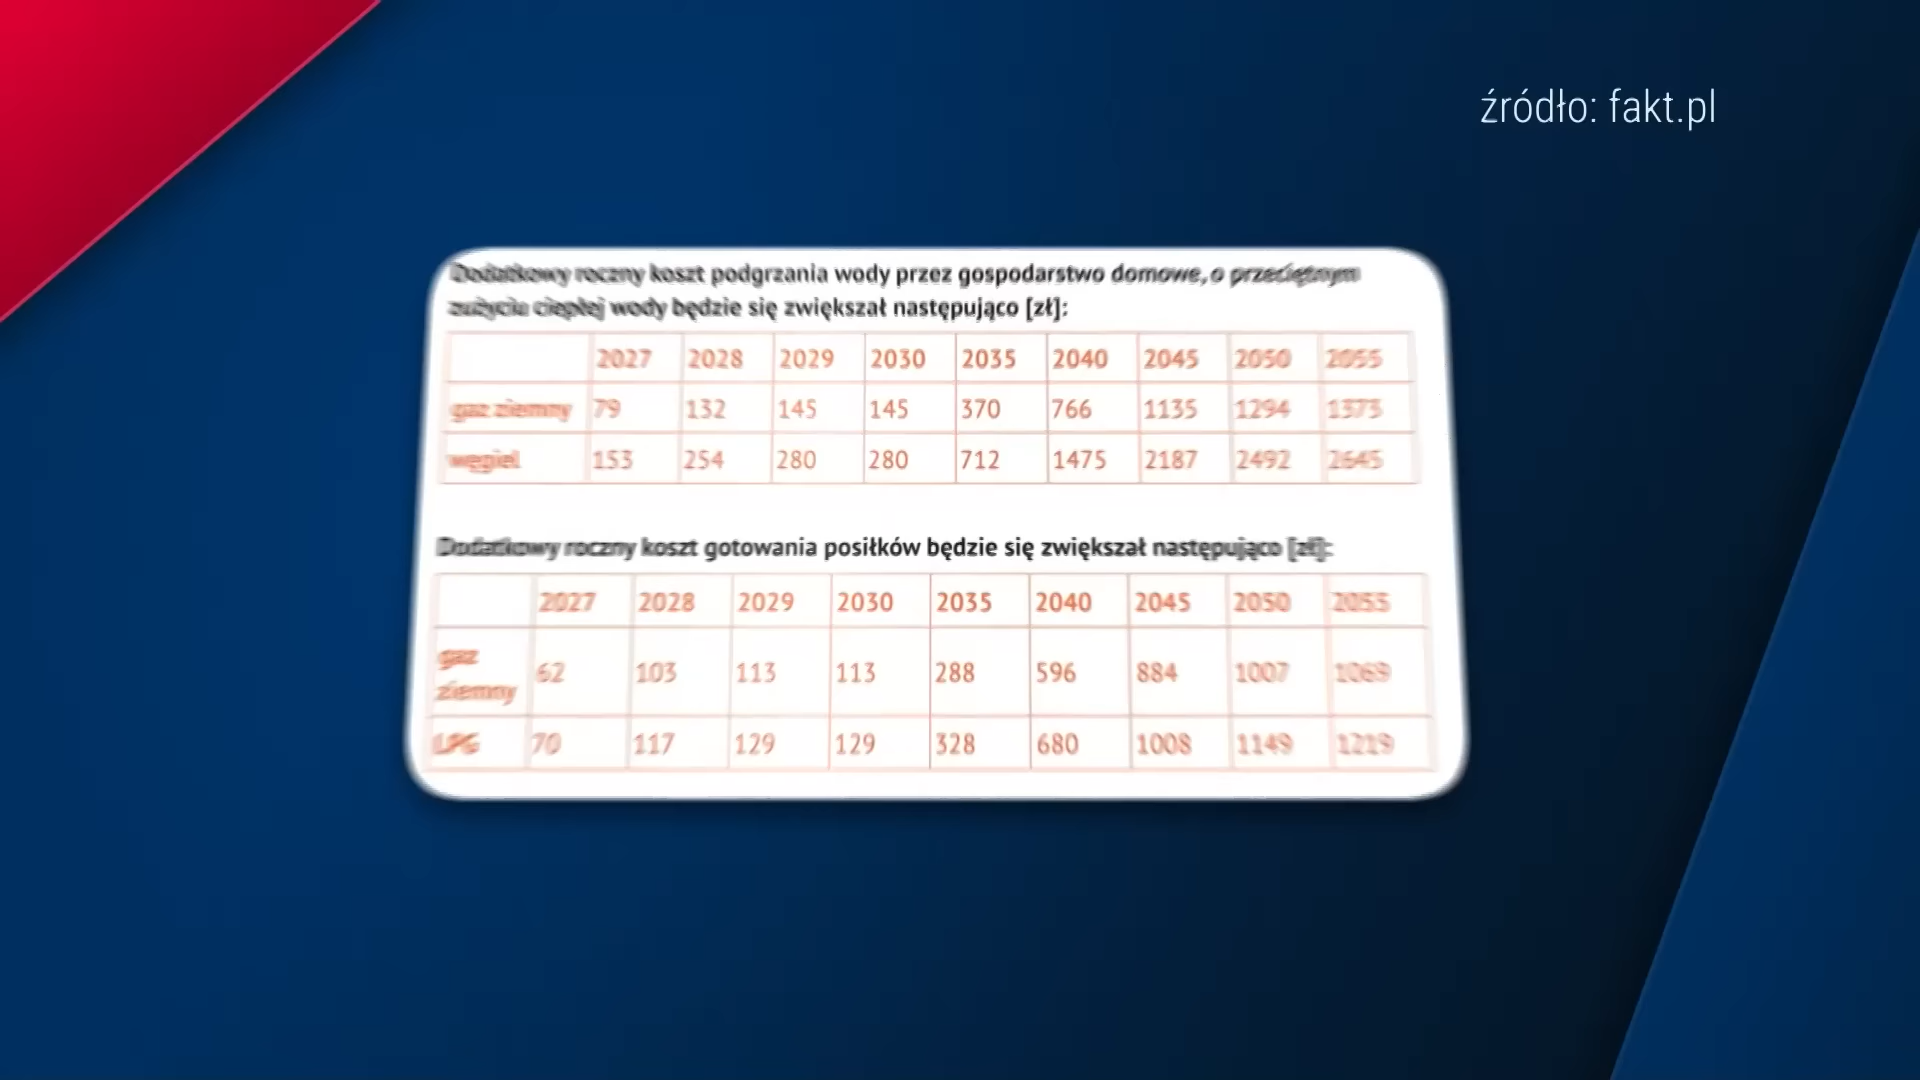 źródło: fakt.pl
Dodatkowy roczny koszt podgrzania wody przez gospodarstwo domowe, o przeciętnym
zużyciu ciepłej wody będzie się zwiększał następująco [zł]:
2027 2028 2029 2030 2035 2040 2045 2050 2055
gaz ziemny 79 132 145 145 370 766 1135 1294 1373
węgiel 153 254 280 280 712 1475 2187 2492 2645
Dodatkowy roczny koszt gotowania posiłków będzie się zwiększał następująco [zł]:
2027 2028 2029 2030 2035 2040 2045 2050 2055
gaz
ziemny 62 103 113 113 288 596 884 1007 1069
LPG 70 117 129 129 328 680 1008 1149 1219